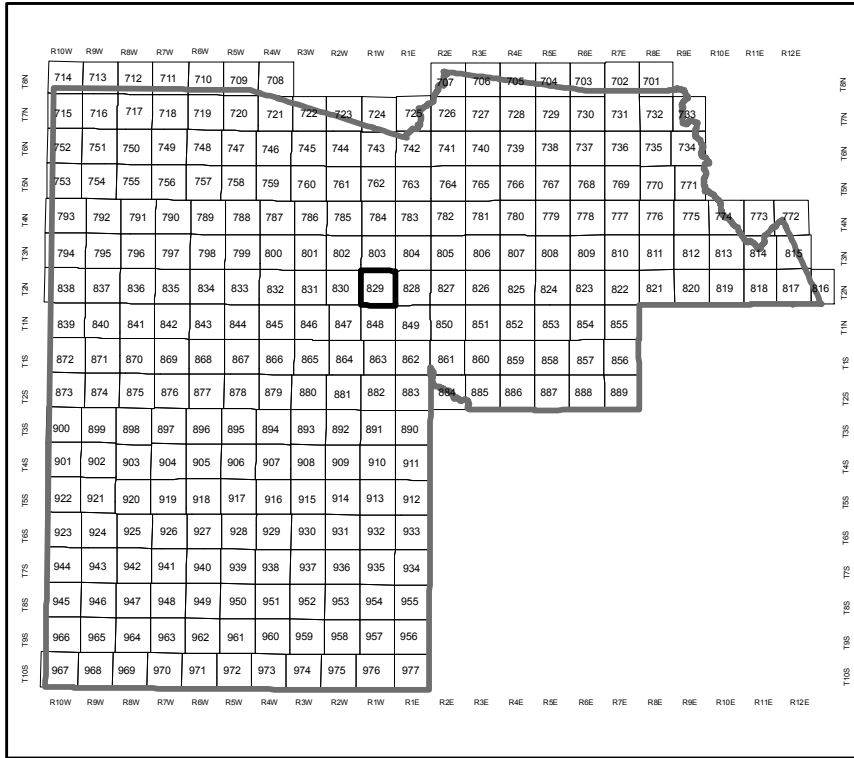 R10W R9W R8W R7W R6W R5W R4W R3W R2W R1W R1E R2E R3E R4E R5E R6E R7E R8E R9E R10E R11E R12E
T8N 714 713 712 711 710 709 708 707 706 705 704 703 702 701 T8N
T7N 715 716 717 718 719 720 721 722 723 724 725 726 727 728 729 730 731 732 733 T7N
T6N 752 751 750 749 748 747 746 745 744 743 742 741 740 739 738 737 736 735 734 T6N
T5N 753 754 755 756 757 758 759 760 761 762 763 764 765 766 767 768 769 770 771 T5N
T4N 793 792 791 790 789 788 787 786 785 784 783 782 781 780 779 778 777 776 775 774 773 772 T4N
T3N 794 795 796 797 798 799 800 801 802 803 804 805 806 807 808 809 810 811 812 813 814 815 T3N
T2N 838 837 836 835 834 833 832 831 830 829 828 827 826 825 824 823 822 821 820 819 818 817 816 T2N
T1N 839 840 841 842 843 844 845 846 847 848 849 850 851 852 853 854 855 T1N
T1S 872 871 870 869 868 867 866 865 864 863 862 861 860 859 858 857 856 T1S
T2S 873 874 875 876 877 878 879 880 881 882 883 884 885 886 887 888 889 T2S
T3S 900 899 898 897 896 895 894 893 892 891 890 T3S
T4S 901 902 903 904 905 906 907 908 909 910 911 T4S
T5S 922 921 920 919 918 917 916 915 914 913 912 T5S
T6S 923 924 925 926 927 928 929 930 931 932 933 T6S
T7S 944 943 942 941 940 939 938 937 936 935 934 T7S
T8S 945 946 947 948 949 950 951 952 953 954 955 T8S
T9S 966 965 964 963 962 961 960 959 958 957 956 T9S
T10S 967 968 969 970 971 972 973 974 975 976 977 T10S
R10W R9W R8W R7W R6W R5W R4W R3W R2W R1W R1E R2E R3E R4E R5E R6E R7E R8E R9E R10E R11E R12E